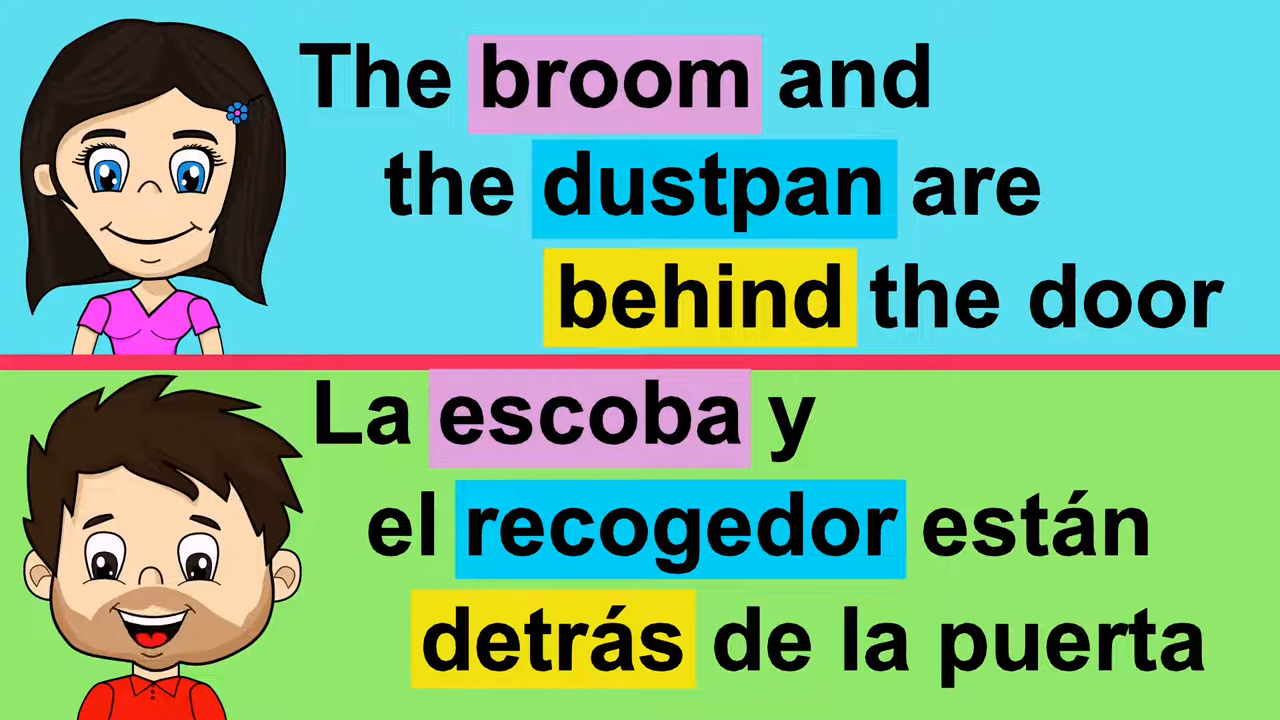 The broom and
the dustpan are
behind the door
La escoba y
el recogedor están
detrás de la puerta